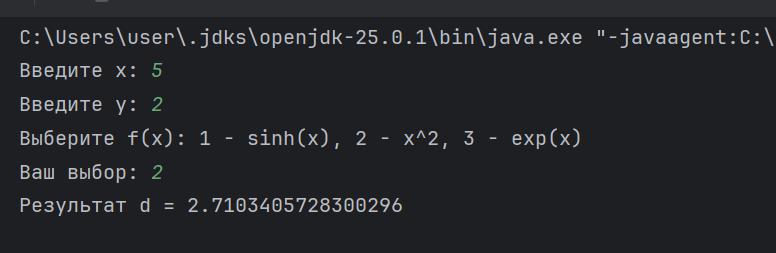 C:\Users\user\.jdks\openjdk-25.0.1\bin\java.exe "-javaagent:C:\
Введите x: 5
Введите y: 2
Выберите f(x): 1 - sinh(x), 2 - x^2, 3 - exp(x)
Ваш выбор: 2
Результат d = 2.7103405728300296